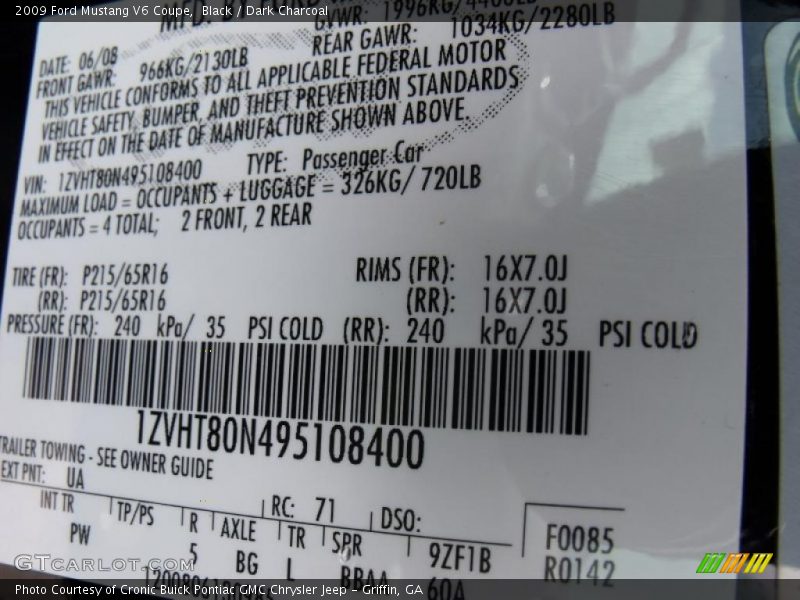 2009 Ford Mustang V6 Coupe, Black / Dark Charcoal
GVWR: 1996KG/4400LB
DATE: 06/08
FRONT GAWR: 966KG/2130LB REAR GAWR: 1034KG/2280LB
THIS VEHICLE CONFORMS TO ALL APPLICABLE FEDERAL MOTOR
VEHICLE SAFETY, BUMPER, AND THEFT PREVENTION STANDARDS
IN EFFECT ON THE DATE OF MANUFACTURE SHOWN ABOVE.
VIN: 1ZVHT80N495108400 TYPE: Passenger Car
MAXIMUM LOAD = OCCUPANTS + LUGGAGE = 326KG/ 720LB
OCCUPANTS = 4 TOTAL; 2 FRONT, 2 REAR
TIRE (FR): P215/65R16 RIMS (FR): 16X7.0J
(RR): P215/65R16 (RR): 16X7.0J
PRESSURE (FR): 240 kPa/ 35 PSI COLD (RR): 240 kPa/ 35 PSI COLD
1ZVHT80N495108400
TRAILER TOWING - SEE OWNER GUIDE
EXT PNT: UA RC: 71 DSO:
INT TR TP/PS R AXLE TR SPR
PW 5 BG L BBAA 9ZF1B F0085
60A R0142
GTCarLot.com
Photo Courtesy of Cronic Buick Pontiac GMC Chrysler Jeep - Griffin, GA